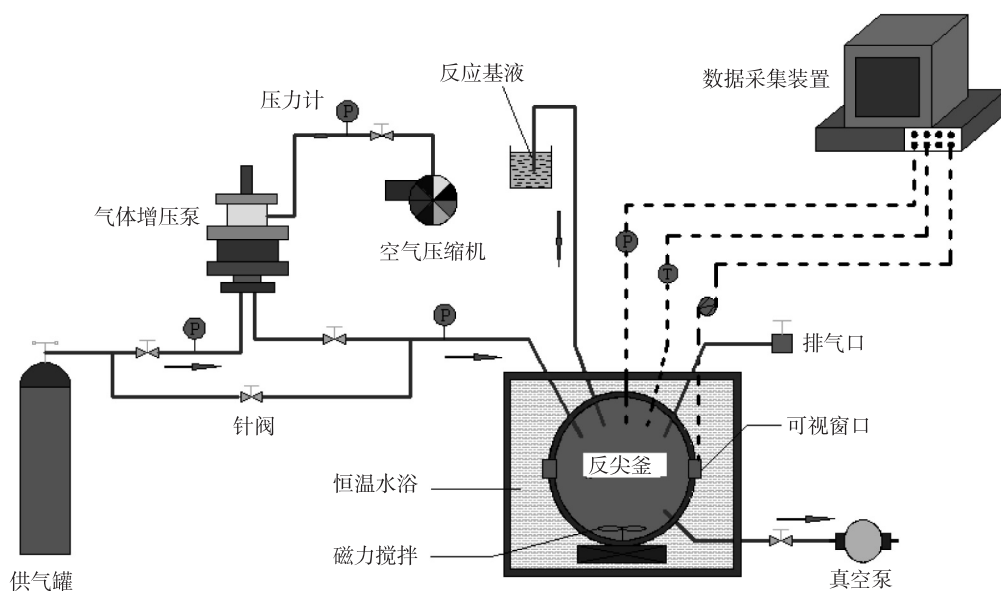 反应基液
数据采集装置
压力计
P
气体增压泵
空气压缩机
P
T
P
P
排气口
针阀
可视窗口
反尖釜
恒温水浴
磁力搅拌
供气罐
真空泵